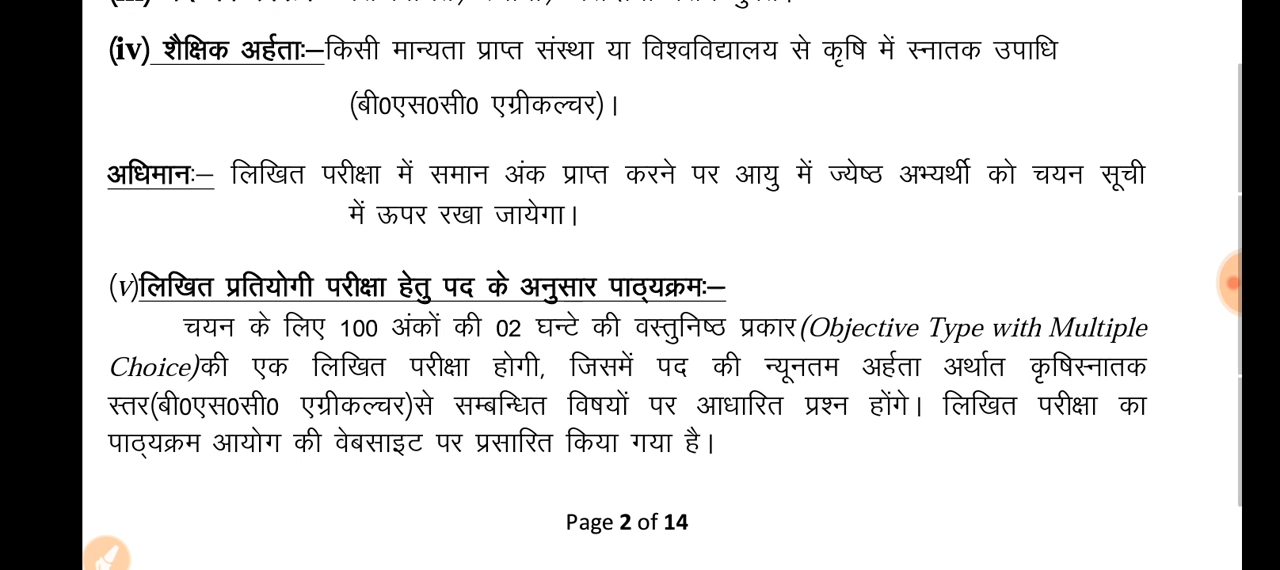 (iv) शैक्षिक अर्हताः–किसी मान्यता प्राप्त संस्था या विश्वविद्यालय से कृषि में स्नातक उपाधि
(बी0एस0सी0 एग्रीकल्चर)।
अधिमानः– लिखित परीक्षा में समान अंक प्राप्त करने पर आयु में ज्येष्ठ अभ्यर्थी को चयन सूची
में ऊपर रखा जायेगा।
(v)लिखित प्रतियोगी परीक्षा हेतु पद के अनुसार पाठ्यक्रमः–
चयन के लिए 100 अंकों की 02 घन्टे की वस्तुनिष्ठ प्रकार(Objective Type with Multiple
Choice)की एक लिखित परीक्षा होगी, जिसमें पद की न्यूनतम अर्हता अर्थात कृषिस्नातक
स्तर(बी0एस0सी0 एग्रीकल्चर)से सम्बन्धित विषयों पर आधारित प्रश्न होंगे। लिखित परीक्षा का
पाठ्यक्रम आयोग की वेबसाइट पर प्रसारित किया गया है।
Page 2 of 14